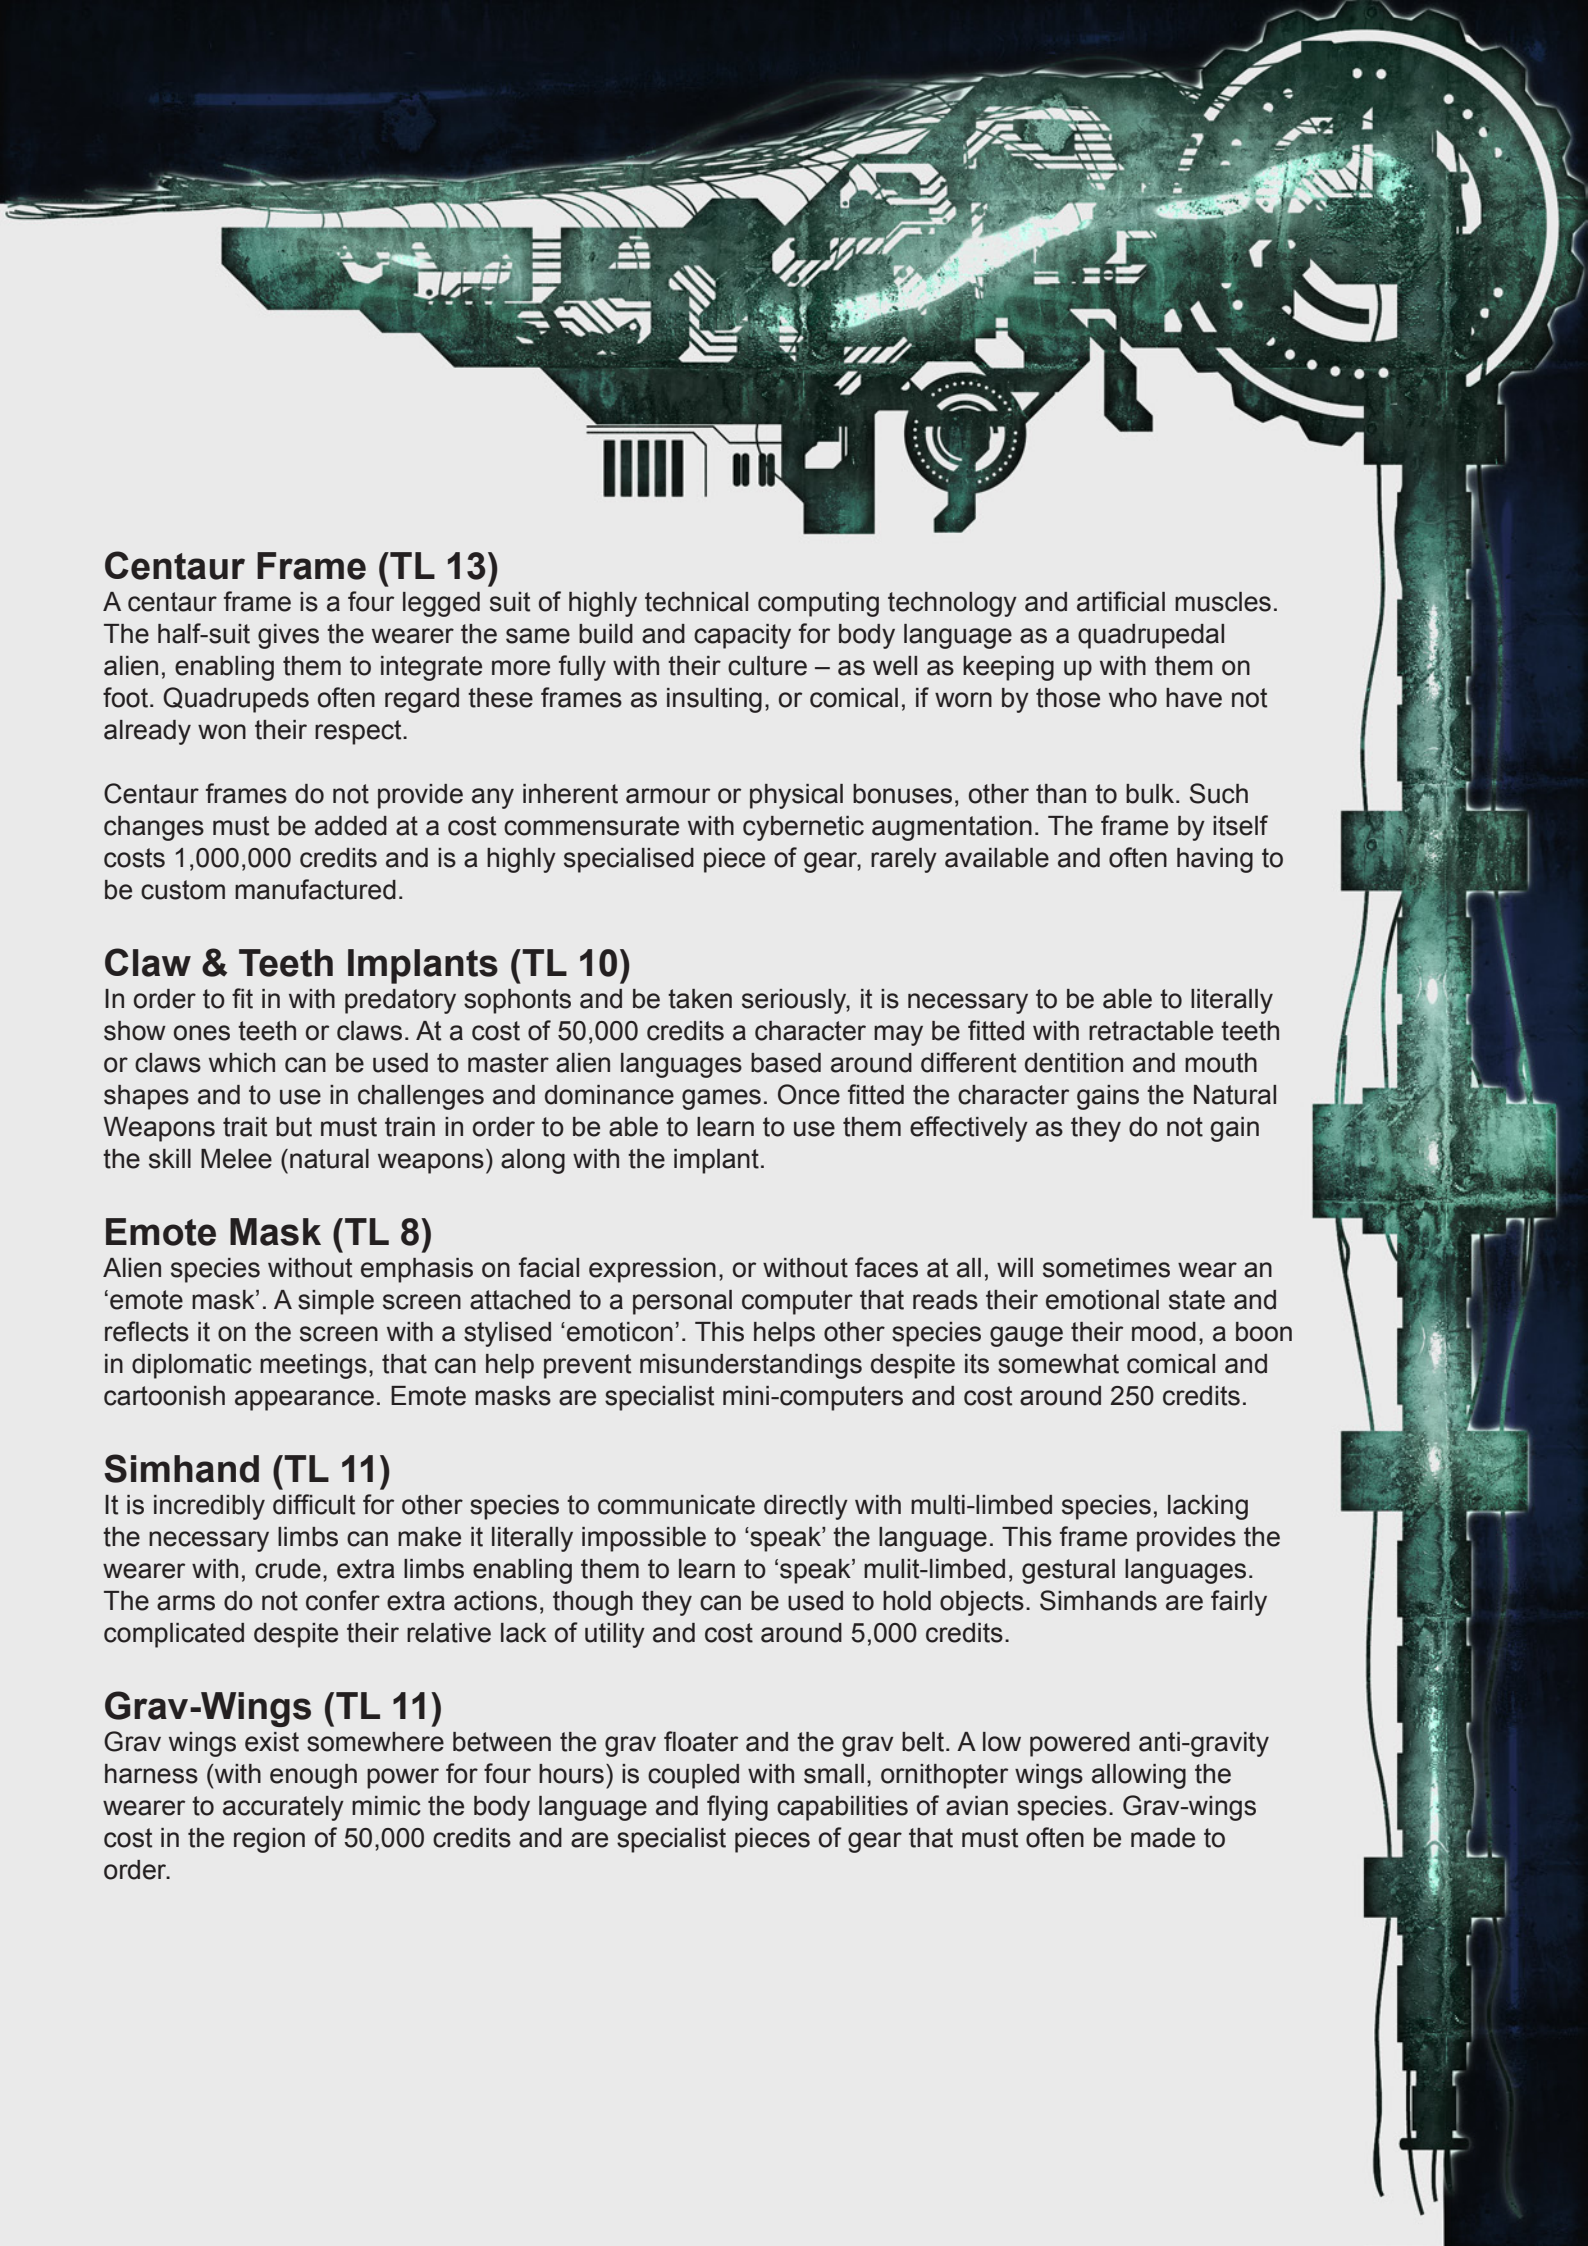 Centaur Frame (TL 13)
A centaur frame is a four legged suit of highly technical computing technology and artificial muscles.
The half-suit gives the wearer the same build and capacity for body language as a quadrupedal
alien, enabling them to integrate more fully with their culture – as well as keeping up with them on
foot. Quadrupeds often regard these frames as insulting, or comical, if worn by those who have not
already won their respect.
Centaur frames do not provide any inherent armour or physical bonuses, other than to bulk. Such
changes must be added at a cost commensurate with cybernetic augmentation. The frame by itself
costs 1,000,000 credits and is a highly specialised piece of gear, rarely available and often having to
be custom manufactured.
Claw & Teeth Implants (TL 10)
In order to fit in with predatory sophonts and be taken seriously, it is necessary to be able to literally
show ones teeth or claws. At a cost of 50,000 credits a character may be fitted with retractable teeth
or claws which can be used to master alien languages based around different dentition and mouth
shapes and to use in challenges and dominance games. Once fitted the character gains the Natural
Weapons trait but must train in order to be able to learn to use them effectively as they do not gain
the skill Melee (natural weapons) along with the implant.
Emote Mask (TL 8)
Alien species without emphasis on facial expression, or without faces at all, will sometimes wear an
‘emote mask’. A simple screen attached to a personal computer that reads their emotional state and
reflects it on the screen with a stylised ‘emoticon’. This helps other species gauge their mood, a boon
in diplomatic meetings, that can help prevent misunderstandings despite its somewhat comical and
cartoonish appearance. Emote masks are specialist mini-computers and cost around 250 credits.
Simhand (TL 11)
It is incredibly difficult for other species to communicate directly with multi-limbed species, lacking
the necessary limbs can make it literally impossible to ‘speak’ the language. This frame provides the
wearer with, crude, extra limbs enabling them to learn to ‘speak’ mulit-limbed, gestural languages.
The arms do not confer extra actions, though they can be used to hold objects. Simhands are fairly
complicated despite their relative lack of utility and cost around 5,000 credits.
Grav-Wings (TL 11)
Grav wings exist somewhere between the grav floater and the grav belt. A low powered anti-gravity
harness (with enough power for four hours) is coupled with small, ornithopter wings allowing the
wearer to accurately mimic the body language and flying capabilities of avian species. Grav-wings
cost in the region of 50,000 credits and are specialist pieces of gear that must often be made to
order.